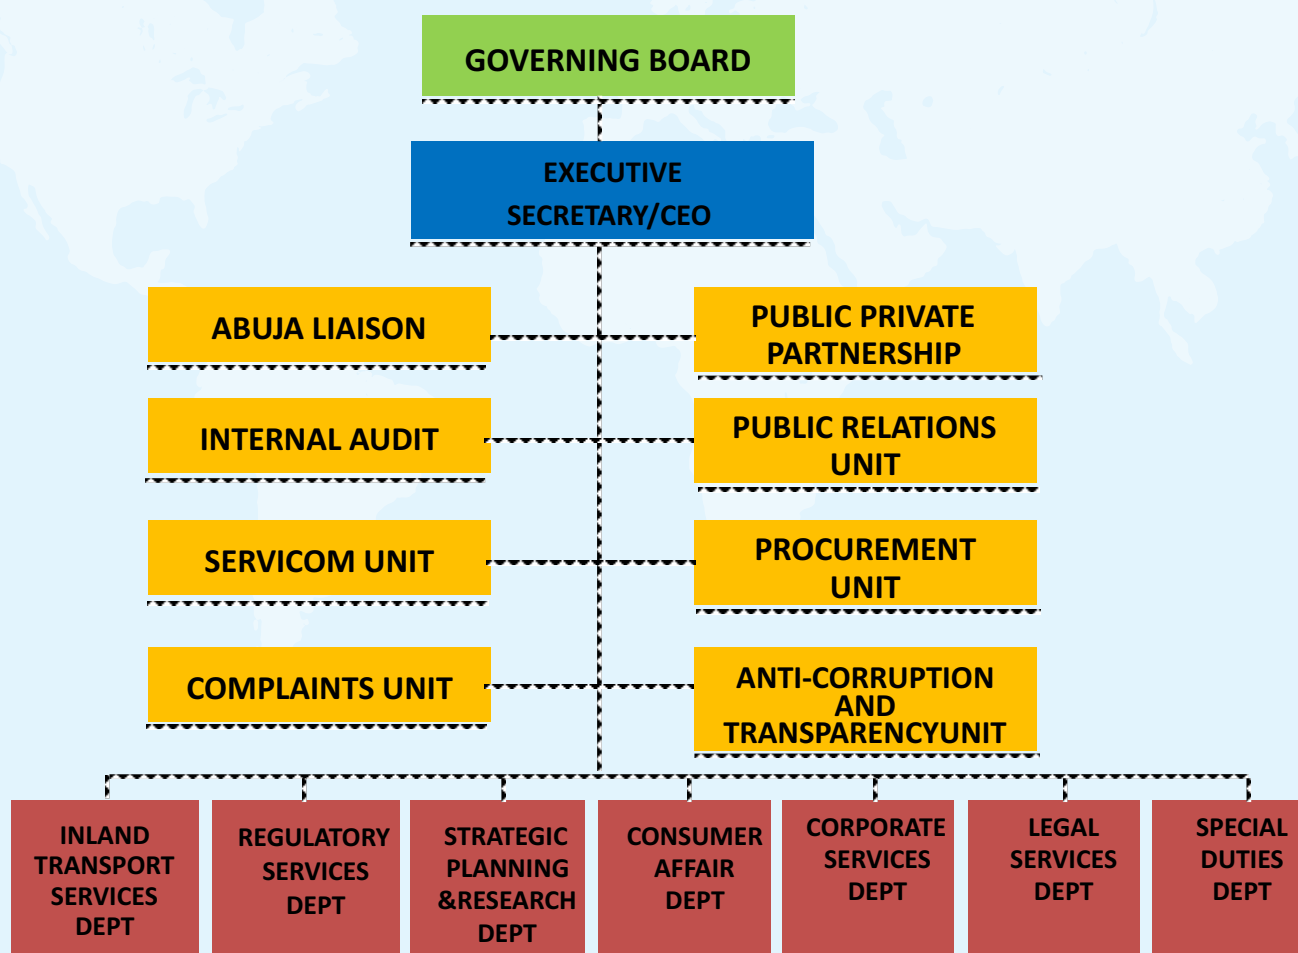 GOVERNING BOARD
EXECUTIVE
SECRETARY/CEO
ABUJA LIAISON
PUBLIC PRIVATE
PARTNERSHIP
INTERNAL AUDIT
PUBLIC RELATIONS
UNIT
SERVICOM UNIT
PROCUREMENT
UNIT
COMPLAINTS UNIT
ANTI-CORRUPTION
AND
TRANSPARENCYUNIT
INLAND
TRANSPORT
SERVICES
DEPT
REGULATORY
SERVICES
DEPT
STRATEGIC
PLANNING
&RESEARCH
DEPT
CONSUMER
AFFAIR
DEPT
CORPORATE
SERVICES
DEPT
LEGAL
SERVICES
DEPT
SPECIAL
DUTIES
DEPT